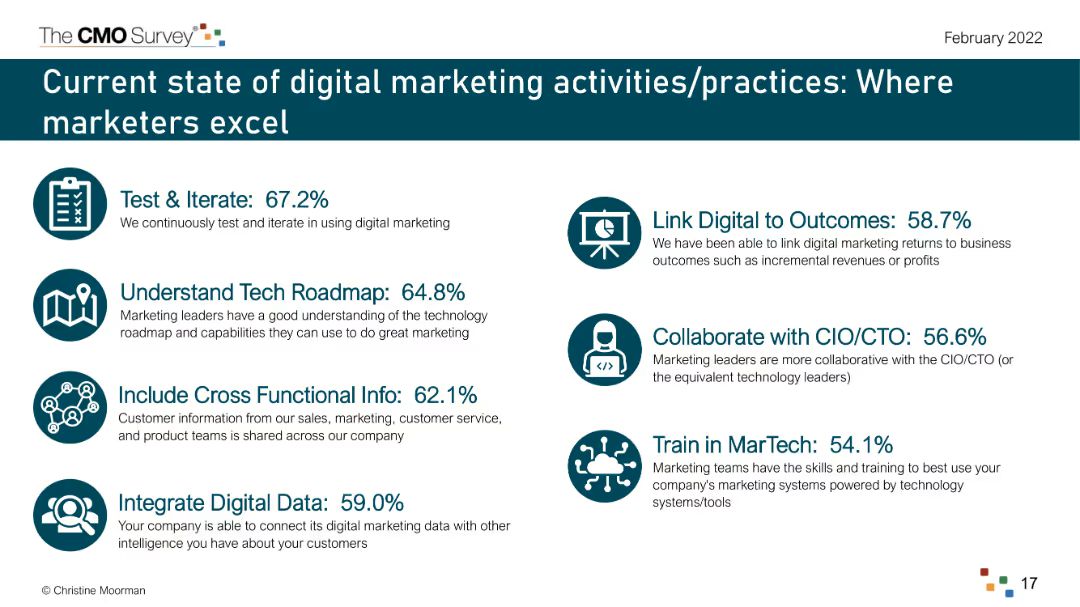 The CMO Survey®
February 2022
Current state of digital marketing activities/practices: Where
marketers excel
Test & Iterate: 67.2%
We continuously test and iterate in using digital marketing
Understand Tech Roadmap: 64.8%
Marketing leaders have a good understanding of the technology
roadmap and capabilities they can use to do great marketing
Include Cross Functional Info: 62.1%
Customer information from our sales, marketing, customer service,
and product teams is shared across our company
Integrate Digital Data: 59.0%
Your company is able to connect its digital marketing data with other
intelligence you have about your customers
Link Digital to Outcomes: 58.7%
We have been able to link digital marketing returns to business
outcomes such as incremental revenues or profits
</>
Collaborate with CIO/CTO: 56.6%
Marketing leaders are more collaborative with the CIO/CTO (or
the equivalent technology leaders)
Train in MarTech: 54.1%
Marketing teams have the skills and training to best use your
company's marketing systems powered by technology
systems/tools
© Christine Moorman
17